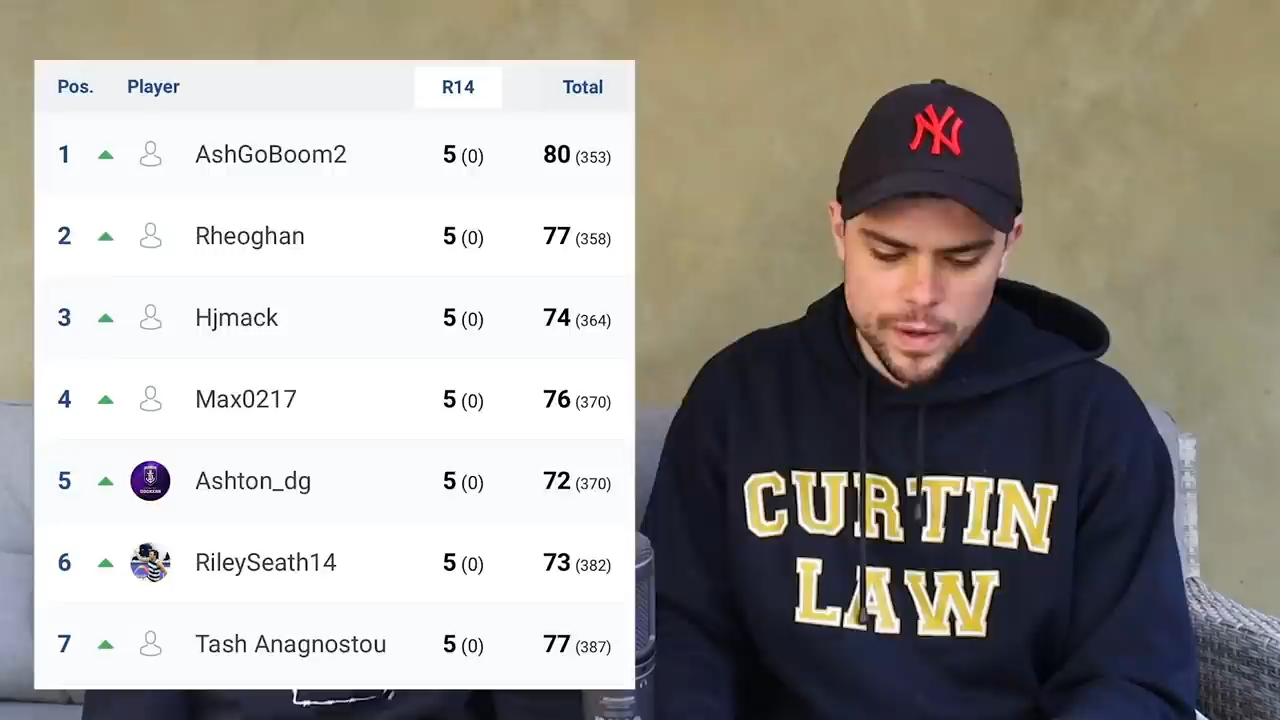 Pos. Player R14 Total
1 AshGoBoom2 5 (0) 80 (353)
2 Rheoghan 5 (0) 77 (358)
3 Hjmack 5 (0) 74 (364)
4 Max0217 5 (0) 76 (370)
5 Ashton_dg 5 (0) 72 (370)
6 RileySeath14 5 (0) 73 (382)
7 Tash Anagnostou 5 (0) 77 (387)
NY
CURTIN
LAW